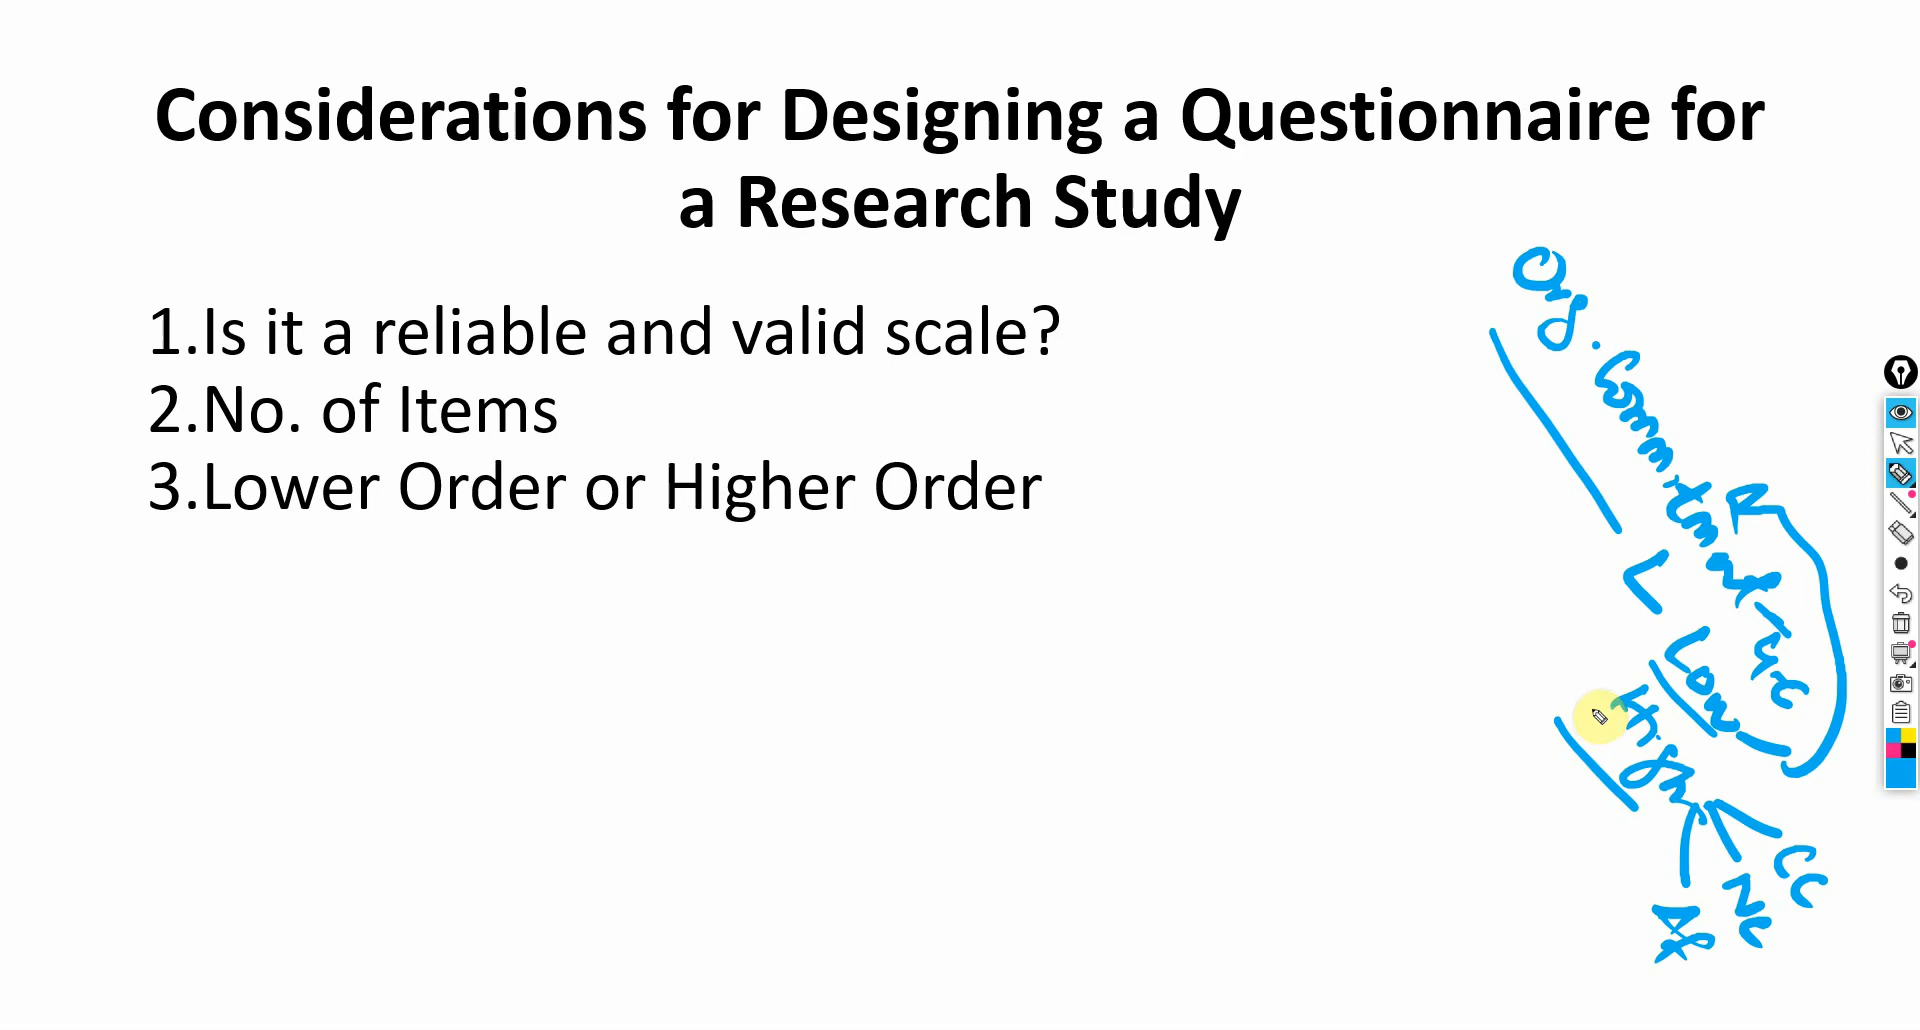 Considerations for Designing a Questionnaire for
a Research Study
1.Is it a reliable and valid scale?
2.No. of Items
3.Lower Order or Higher Order
Org. Commitment
Low
High
NC
CC